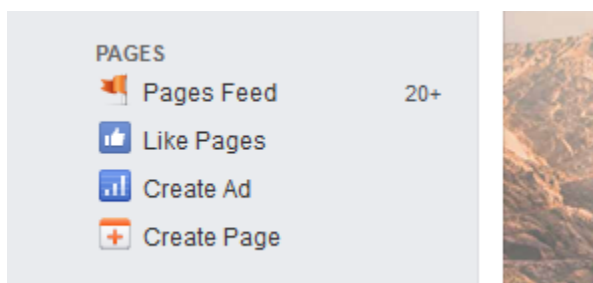 PAGES
Pages Feed 20+
Like Pages
Create Ad
Create Page